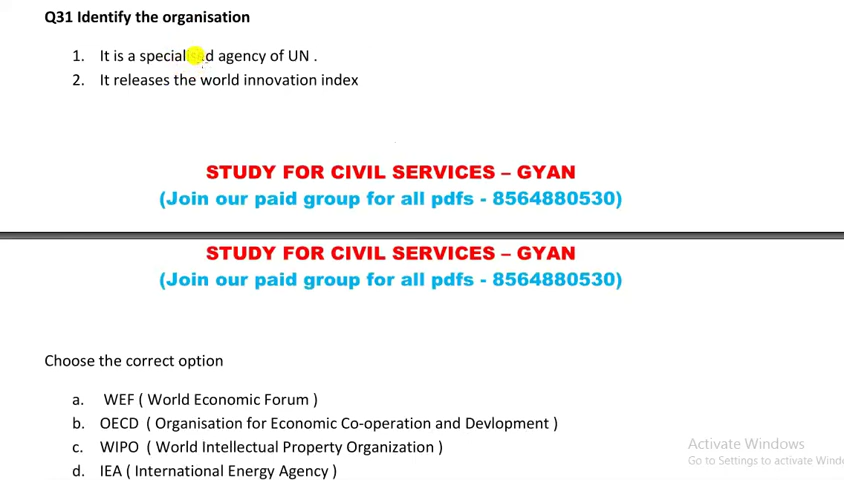 Q31 Identify the organisation
1. It is a specialised agency of UN .
2. It releases the world innovation index
STUDY FOR CIVIL SERVICES – GYAN
(Join our paid group for all pdfs - 8564880530)
STUDY FOR CIVIL SERVICES – GYAN
(Join our paid group for all pdfs - 8564880530)
Choose the correct option
a. WEF ( World Economic Forum )
b. OECD ( Organisation for Economic Co-operation and Devlopment )
c. WIPO ( World Intellectual Property Organization )
Activate Windows
Go to Settings to activate Wind
d. IEA ( International Energy Agency )